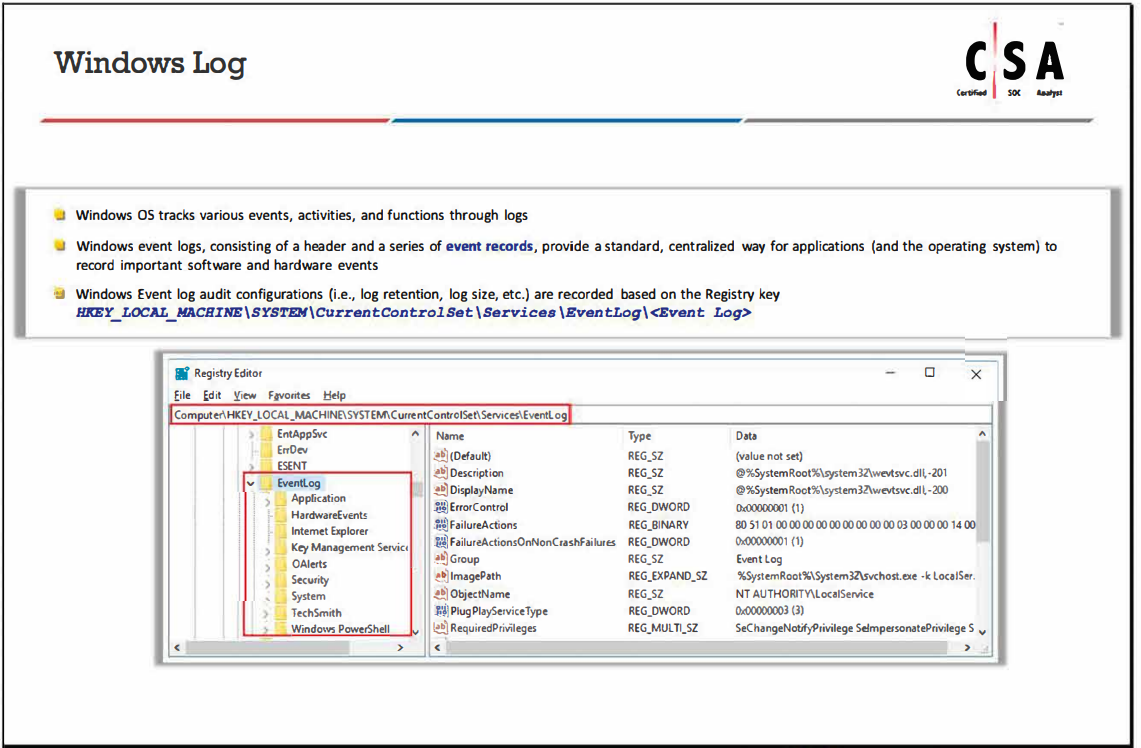 Windows Log
CSA
Certified SOC Analyst
Windows OS tracks various events, activities, and functions through logs
Windows event logs, consisting of a header and a series of event records, provide a standard, centralized way for applications (and the operating system) to
record important software and hardware events
Windows Event log audit configurations (i.e., log retention, log size, etc.) are recorded based on the Registry key
HKEY_LOCAL_MACHINE\SYSTEM\CurrentControlSet\Services\EventLog\<Event Log>
Registry Editor
File Edit View Favorites Help
Computer\HKEY_LOCAL_MACHINE\SYSTEM\CurrentControlSet\Services\EventLog
EntAppSvc
ErrDev
ESENT
EventLog
Application
HardwareEvents
Internet Explorer
Key Management Service
OAlerts
Security
System
TechSmith
Windows PowerShell
Name Type Data
(Default) REG_SZ (value not set)
Description REG_SZ @%SystemRoot%\system32\wevtsvc.dll,-201
DisplayName REG_SZ @%SystemRoot%\system32\wevtsvc.dll,-200
ErrorControl REG_DWORD 0x00000001 (1)
FailureActions REG_BINARY 80 51 01 00 00 00 00 00 00 00 00 00 03 00 00 00 14 00
FailureActionsOnNonCrashFailures REG_DWORD 0x00000001 (1)
Group REG_SZ Event Log
ImagePath REG_EXPAND_SZ %SystemRoot%\System32\svchost.exe -k LocalSer.
ObjectName REG_SZ NT AUTHORITY\LocalService
PlugPlayServiceType REG_DWORD 0x00000003 (3)
RequiredPrivileges REG_MULTI_SZ SeChangeNotifyPrivilege SeImpersonatePrivilege S